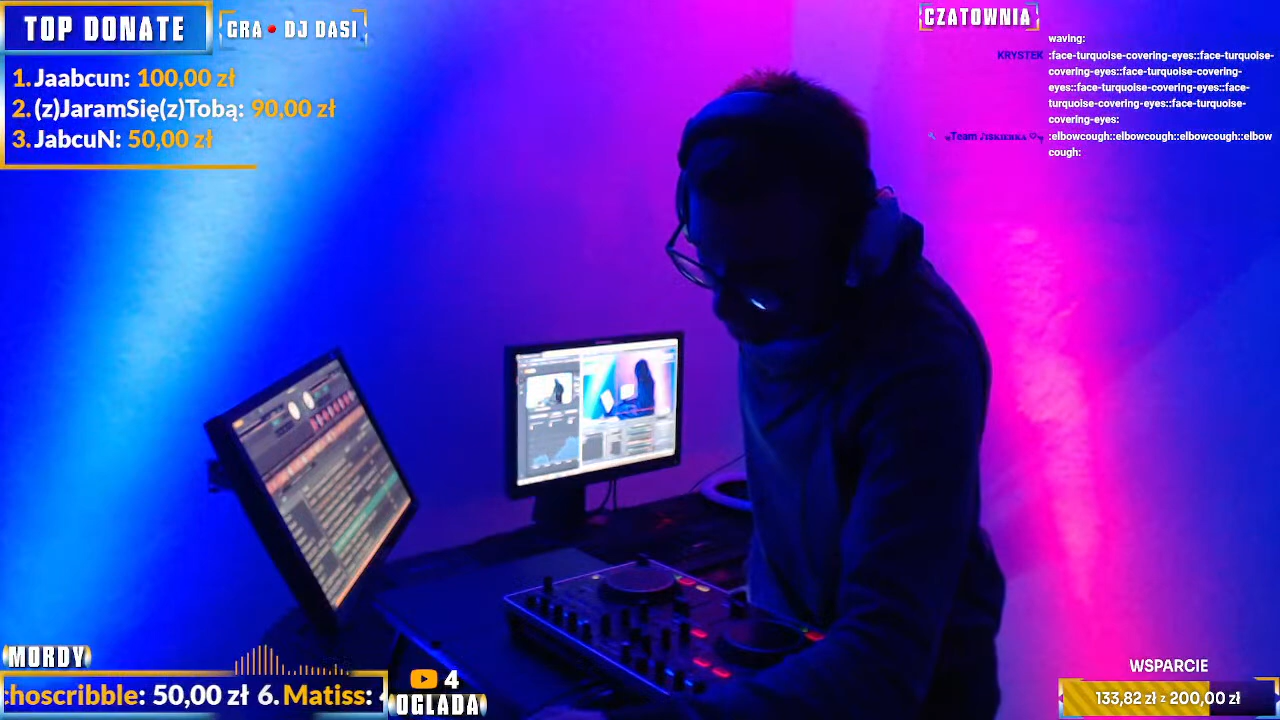 TOP DONATE
GRA • DJ DASI
1. Jaabcun: 100,00 zł
2. (z)JaramSię(z)Tobą: 90,00 zł
3. JabcuN: 50,00 zł
CZATOWNIA
waving:
KRYSTEK :face-turquoise-covering-eyes::face-turquoise-
covering-eyes::face-turquoise-covering-
eyes::face-turquoise-covering-eyes::face-
turquoise-covering-eyes::face-turquoise-
covering-eyes:
Team :elbowcough::elbowcough::elbowcough::elbow
cough:
MORDY
choscribble: 50,00 zł 6. Matiss:
4
OGLĄDA
WSPARCIE
133,82 zł z 200,00 zł